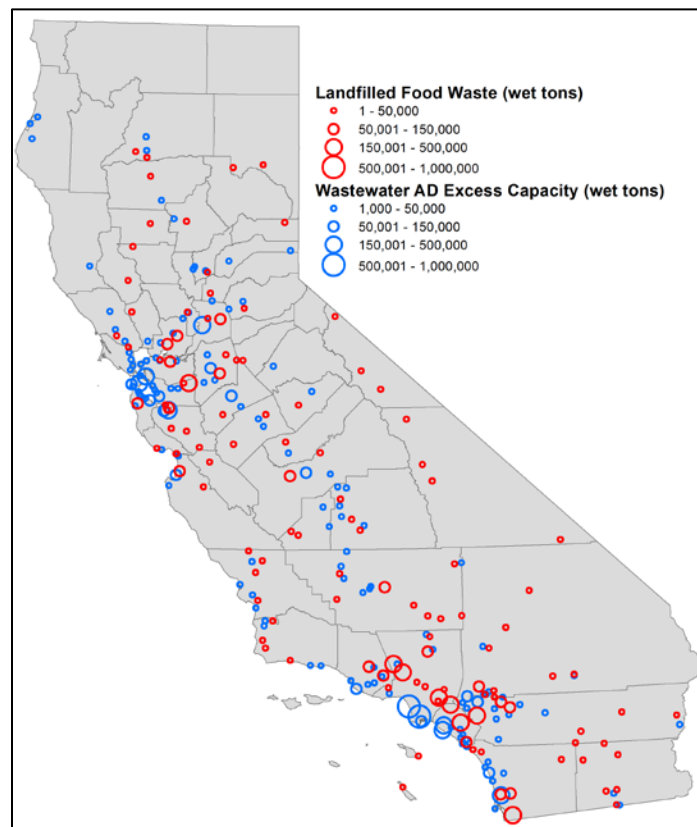 Landfilled Food Waste (wet tons)
1 - 50,000
50,001 - 150,000
150,001 - 500,000
500,001 - 1,000,000
Wastewater AD Excess Capacity (wet tons)
1,000 - 50,000
50,001 - 150,000
150,001 - 500,000
500,001 - 1,000,000